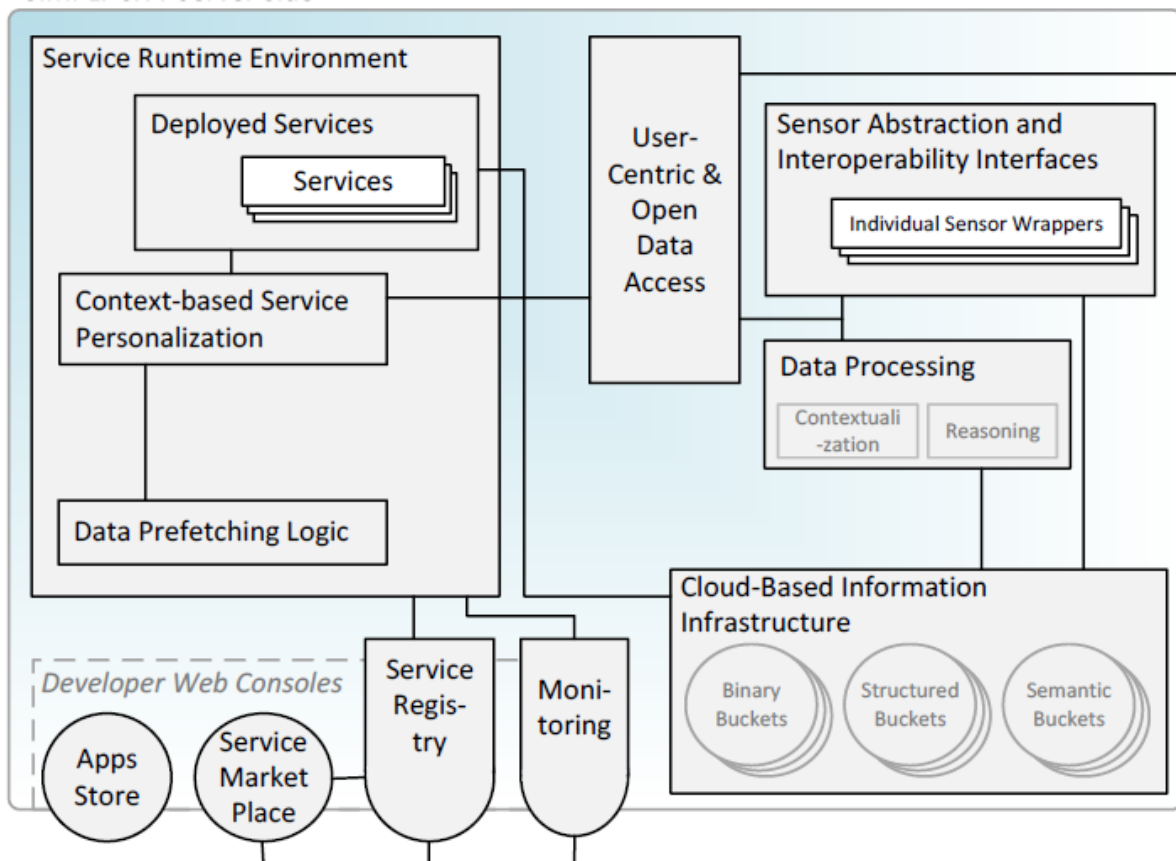 Service Runtime Environment
Deployed Services
Services
Context-based Service
Personalization
Data Prefetching Logic
User-
Centric &
Open
Data
Access
Sensor Abstraction and
Interoperability Interfaces
Individual Sensor Wrappers
Data Processing
Contextuali
-zation
Reasoning
Cloud-Based Information
Infrastructure
Binary
Buckets
Structured
Buckets
Semantic
Buckets
Developer Web Consoles
Apps
Store
Service
Market
Place
Service
Regis-
try
Moni-
toring